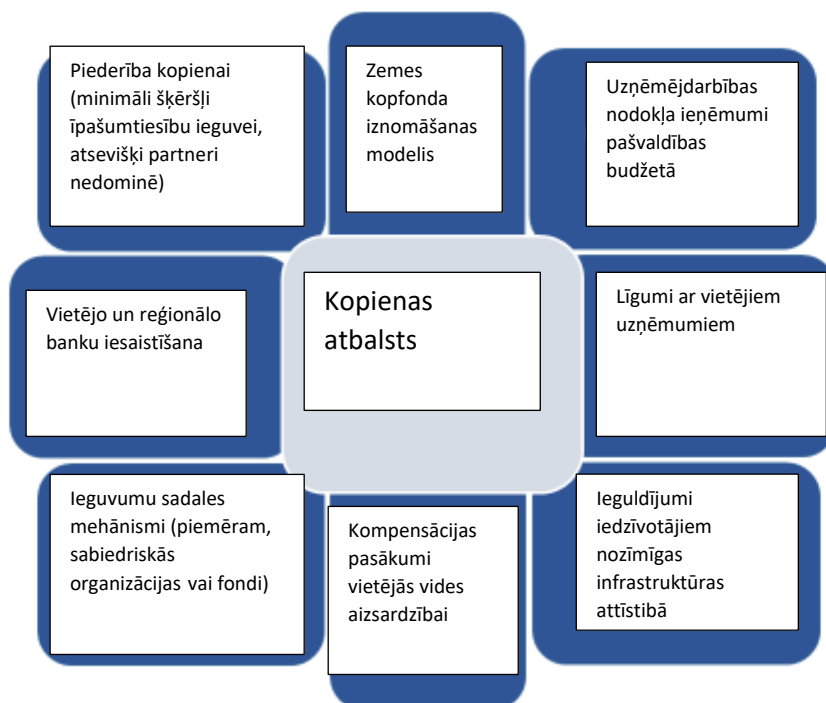 Piederība kopienai
(minimāli šķēršļi
īpašumtiesību ieguvei,
atsevišķi partneri
nedominē)
Zemes
kopfonda
iznomāšanas
modelis
Uzņēmējdarbības
nodokļa ieņēmumi
pašvaldības
budžetā
Vietējo un reģionālo
banku iesaistīšana
Kopienas
atbalsts
Līgumi ar vietējiem
uzņēmumiem
Ieguvumu sadales
mehānismi (piemēram,
sabiedriskās
organizācijas vai fondi)
Kompensācijas
pasākumi
vietējās vides
aizsardzībai
Ieguldījumi
iedzīvotājiem
nozīmīgas
infrastruktūras
attīstībā